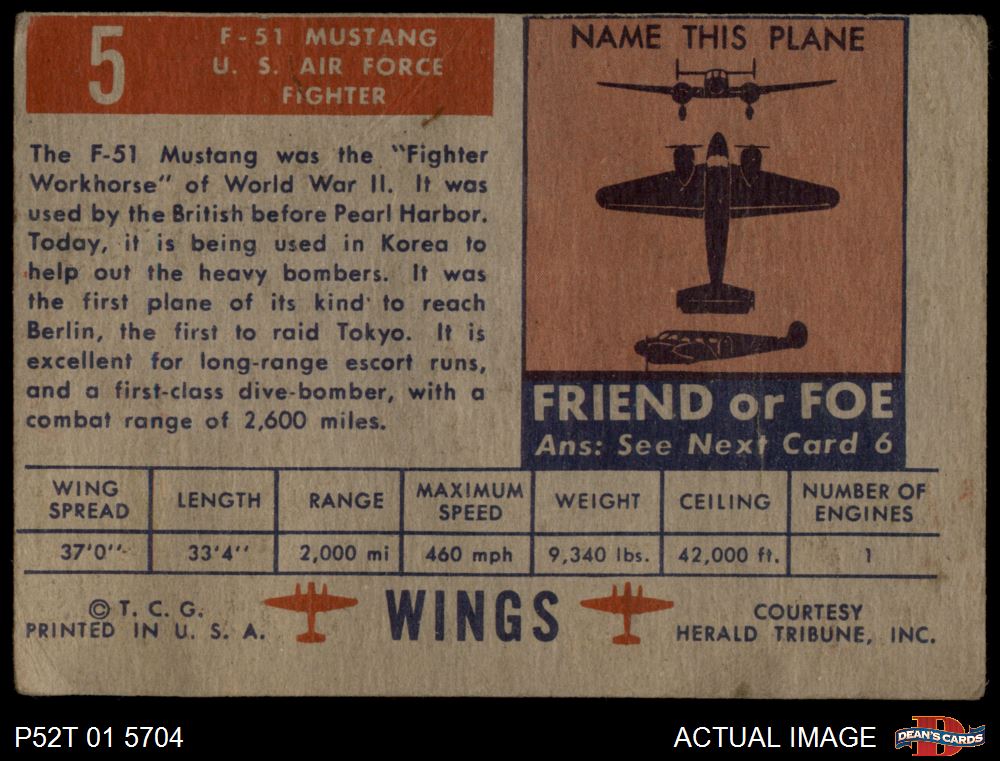 5
F-51 MUSTANG
U. S. AIR FORCE
FIGHTER
The F-51 Mustang was the "Fighter
Workhorse" of World War II. It was
used by the British before Pearl Harbor.
Today, it is being used in Korea to
help out the heavy bombers. It was
the first plane of its kind to reach
Berlin, the first to raid Tokyo. It is
excellent for long-range escort runs,
and a first-class dive-bomber, with a
combat range of 2,600 miles.
NAME THIS PLANE
FRIEND or FOE
Ans: See Next Card 6
WING SPREAD
LENGTH
RANGE
MAXIMUM SPEED
WEIGHT
CEILING
NUMBER OF ENGINES
37'0"
33'4"
2,000 mi
460 mph
9,340 lbs.
42,000 ft.
1
© T. C. G.
PRINTED IN U. S. A.
WINGS
COURTESY
HERALD TRIBUNE, INC.
P52T 01 5704
ACTUAL IMAGE
D
DEAN'S CARDS